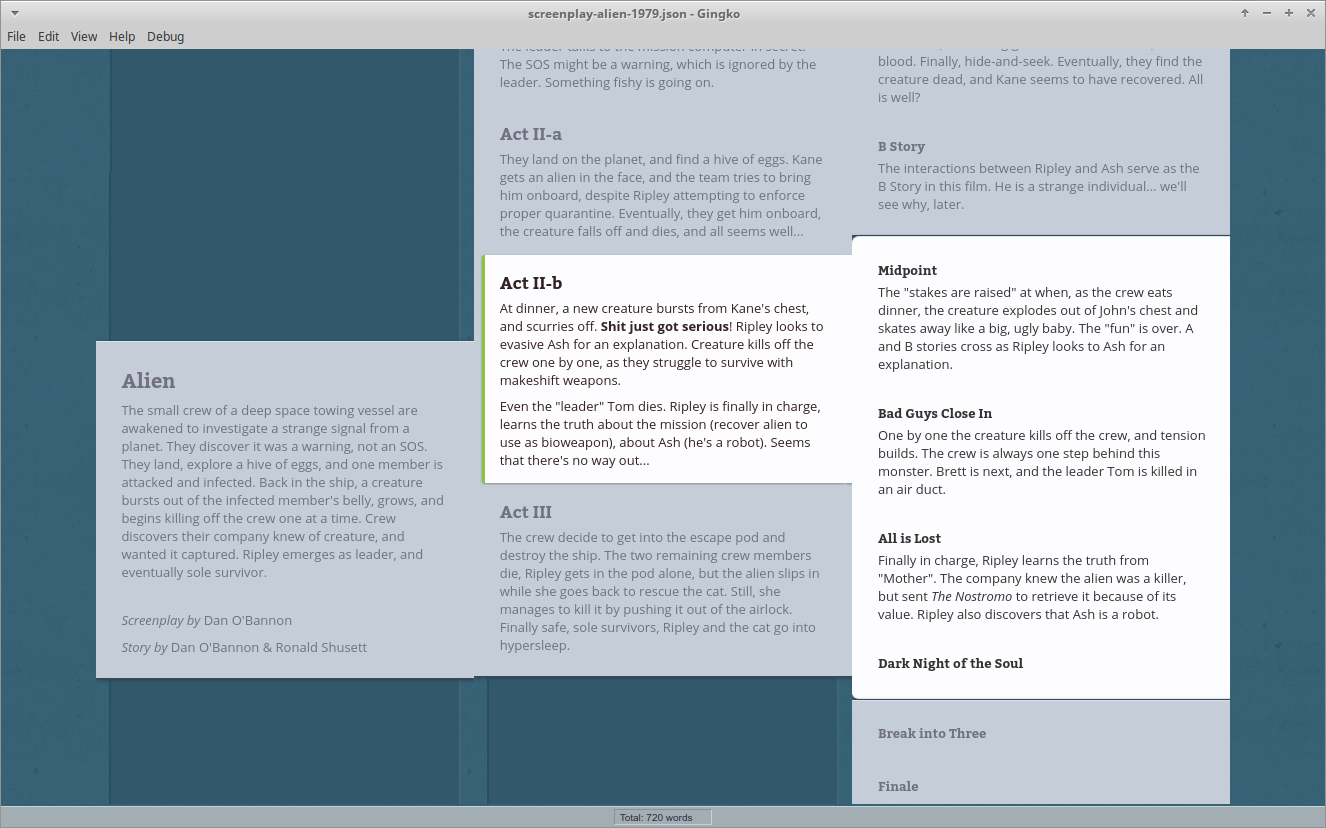 screenplay-alien-1979.json - Gingko
File Edit View Help Debug
Alien
The small crew of a deep space towing vessel are
awakened to investigate a strange signal from a
planet. They discover it was a warning, not an SOS.
They land, explore a hive of eggs, and one member is
attacked and infected. Back in the ship, a creature
bursts out of the infected member's belly, grows, and
begins killing off the crew one at a time. Crew
discovers their company knew of creature, and
wanted it captured. Ripley emerges as leader, and
eventually sole survivor.
Screenplay by Dan O'Bannon
Story by Dan O'Bannon & Ronald Shusett
The leader talks to the mission computer in secret.
The SOS might be a warning, which is ignored by the
leader. Something fishy is going on.
Act II-a
They land on the planet, and find a hive of eggs. Kane
gets an alien in the face, and the team tries to bring
him onboard, despite Ripley attempting to enforce
proper quarantine. Eventually, they get him onboard,
the creature falls off and dies, and all seems well...
Act II-b
At dinner, a new creature bursts from Kane's chest,
and scurries off. Shit just got serious! Ripley looks to
evasive Ash for an explanation. Creature kills off the
crew one by one, as they struggle to survive with
makeshift weapons.
Even the "leader" Tom dies. Ripley is finally in charge,
learns the truth about the mission (recover alien to
use as bioweapon), about Ash (he's a robot). Seems
that there's no way out...
Act III
The crew decide to get into the escape pod and
destroy the ship. The two remaining crew members
die, Ripley gets in the pod alone, but the alien slips in
while she goes back to rescue the cat. Still, she
manages to kill it by pushing it out of the airlock.
Finally safe, sole survivors, Ripley and the cat go into
hypersleep.
blood. Finally, hide-and-seek. Eventually, they find the
creature dead, and Kane seems to have recovered. All
is well?
B Story
The interactions between Ripley and Ash serve as the
B Story in this film. He is a strange individual... we'll
see why, later.
Midpoint
The "stakes are raised" at when, as the crew eats
dinner, the creature explodes out of John's chest and
skates away like a big, ugly baby. The "fun" is over. A
and B stories cross as Ripley looks to Ash for an
explanation.
Bad Guys Close In
One by one the creature kills off the crew, and tension
builds. The crew is always one step behind this
monster. Brett is next, and the leader Tom is killed in
an air duct.
All is Lost
Finally in charge, Ripley learns the truth from
"Mother". The company knew the alien was a killer,
but sent The Nostromo to retrieve it because of its
value. Ripley also discovers that Ash is a robot.
Dark Night of the Soul
Break into Three
Finale
Total: 720 words